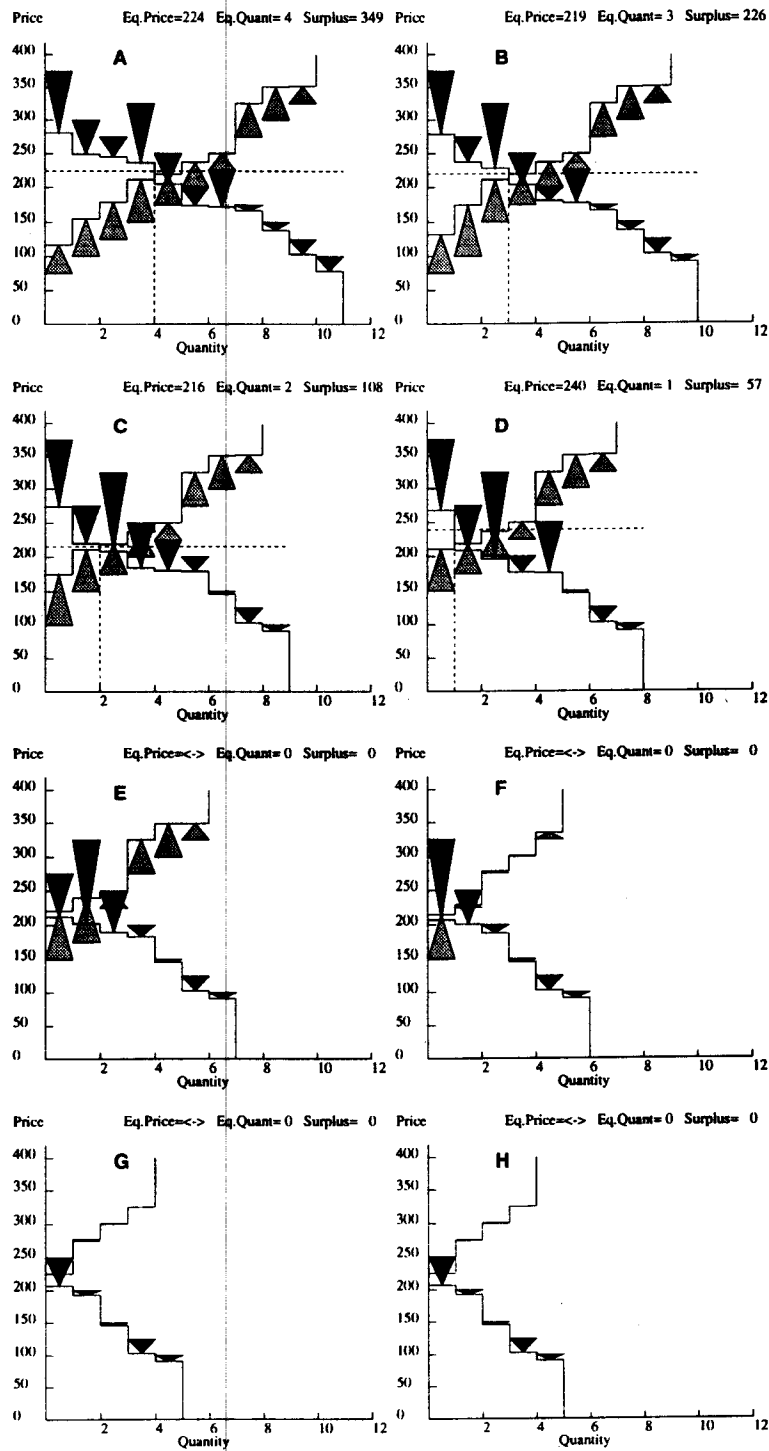 Price Eq.Price=224 Eq.Quant= 4 Surplus= 349
A
400
350
300
250
200
150
100
50
0
2 4 6 8 10 12
Quantity
Price Eq.Price=219 Eq.Quant= 3 Surplus= 226
B
400
350
300
250
200
150
100
50
0
2 4 6 8 10 12
Quantity
Price Eq.Price=216 Eq.Quant= 2 Surplus= 108
C
400
350
300
250
200
150
100
50
0
2 4 6 8 10 12
Quantity
Price Eq.Price=240 Eq.Quant= 1 Surplus= 57
D
400
350
300
250
200
150
100
50
0
2 4 6 8 10 12
Quantity
Price Eq.Price=<-> Eq.Quant= 0 Surplus= 0
E
400
350
300
250
200
150
100
50
0
2 4 6 8 10 12
Quantity
Price Eq.Price=<-> Eq.Quant= 0 Surplus= 0
F
400
350
300
250
200
150
100
50
0
2 4 6 8 10 12
Quantity
Price Eq.Price=<-> Eq.Quant= 0 Surplus= 0
G
400
350
300
250
200
150
100
50
0
2 4 6 8 10 12
Quantity
Price Eq.Price=<-> Eq.Quant= 0 Surplus= 0
H
400
350
300
250
200
150
100
50
0
2 4 6 8 10 12
Quantity